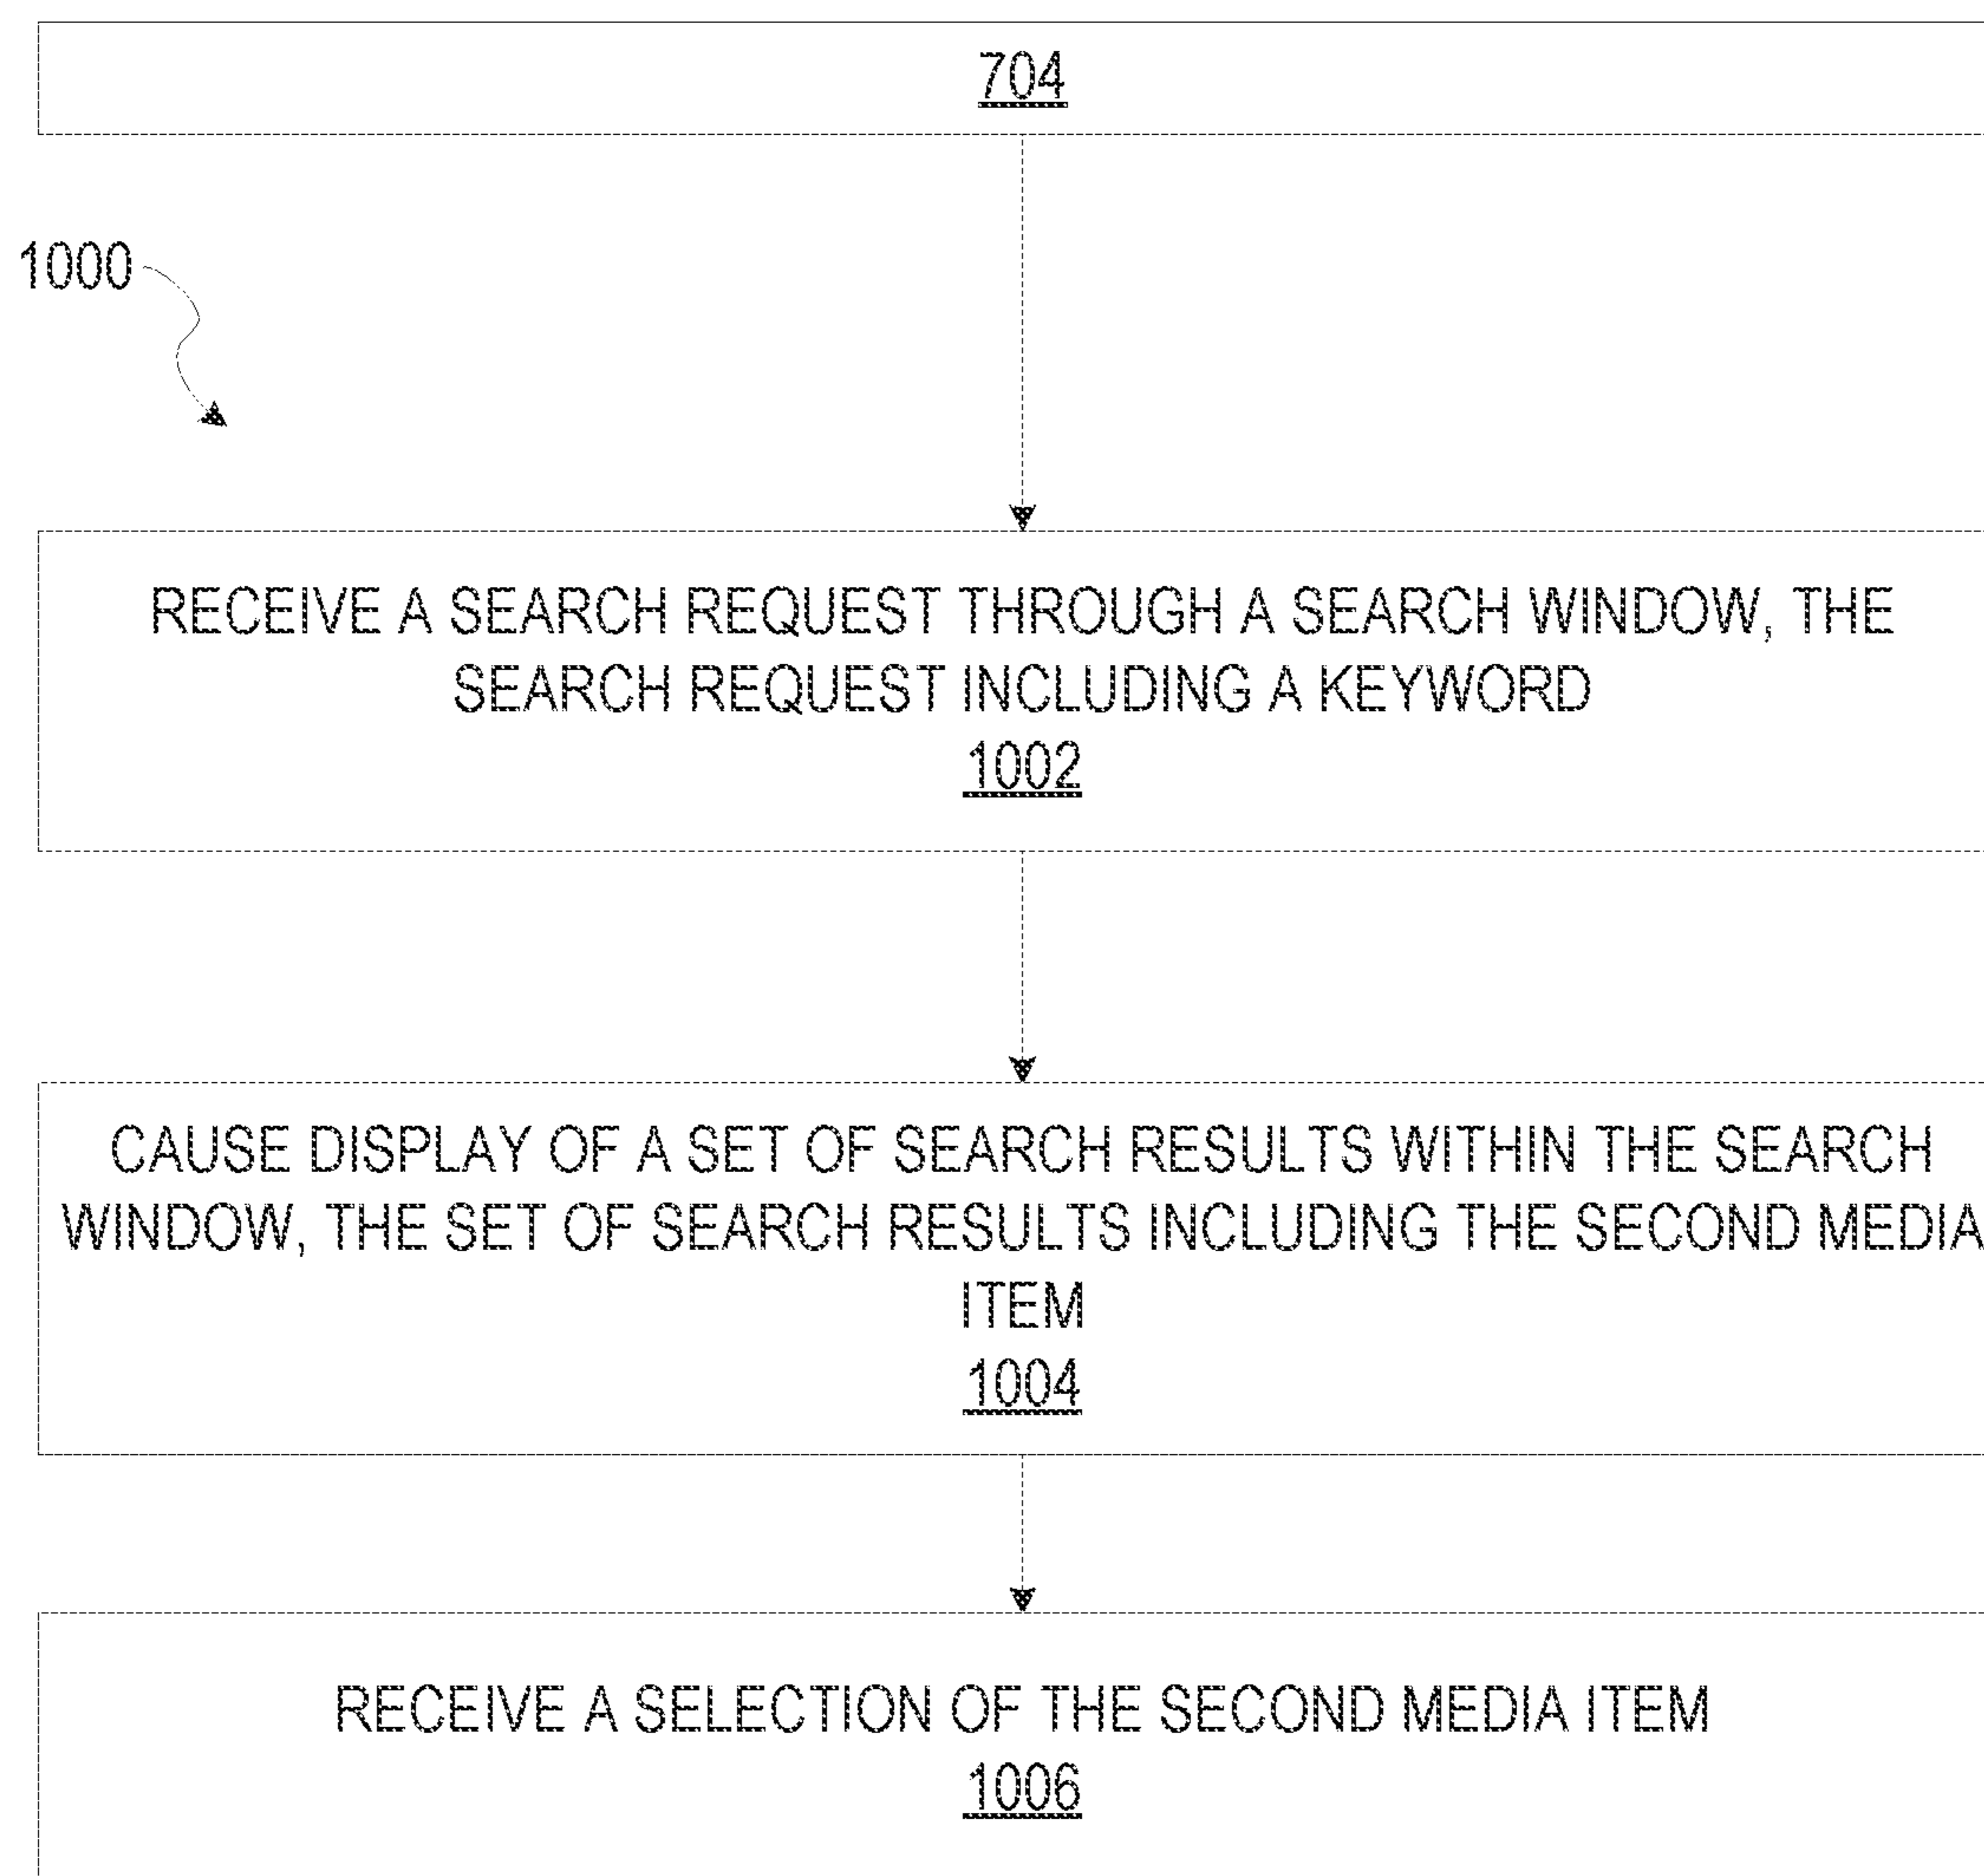 704
1000
RECEIVE A SEARCH REQUEST THROUGH A SEARCH WINDOW, THE
SEARCH REQUEST INCLUDING A KEYWORD
1002
CAUSE DISPLAY OF A SET OF SEARCH RESULTS WITHIN THE SEARCH
WINDOW, THE SET OF SEARCH RESULTS INCLUDING THE SECOND MEDIA
ITEM
1004
RECEIVE A SELECTION OF THE SECOND MEDIA ITEM
1006